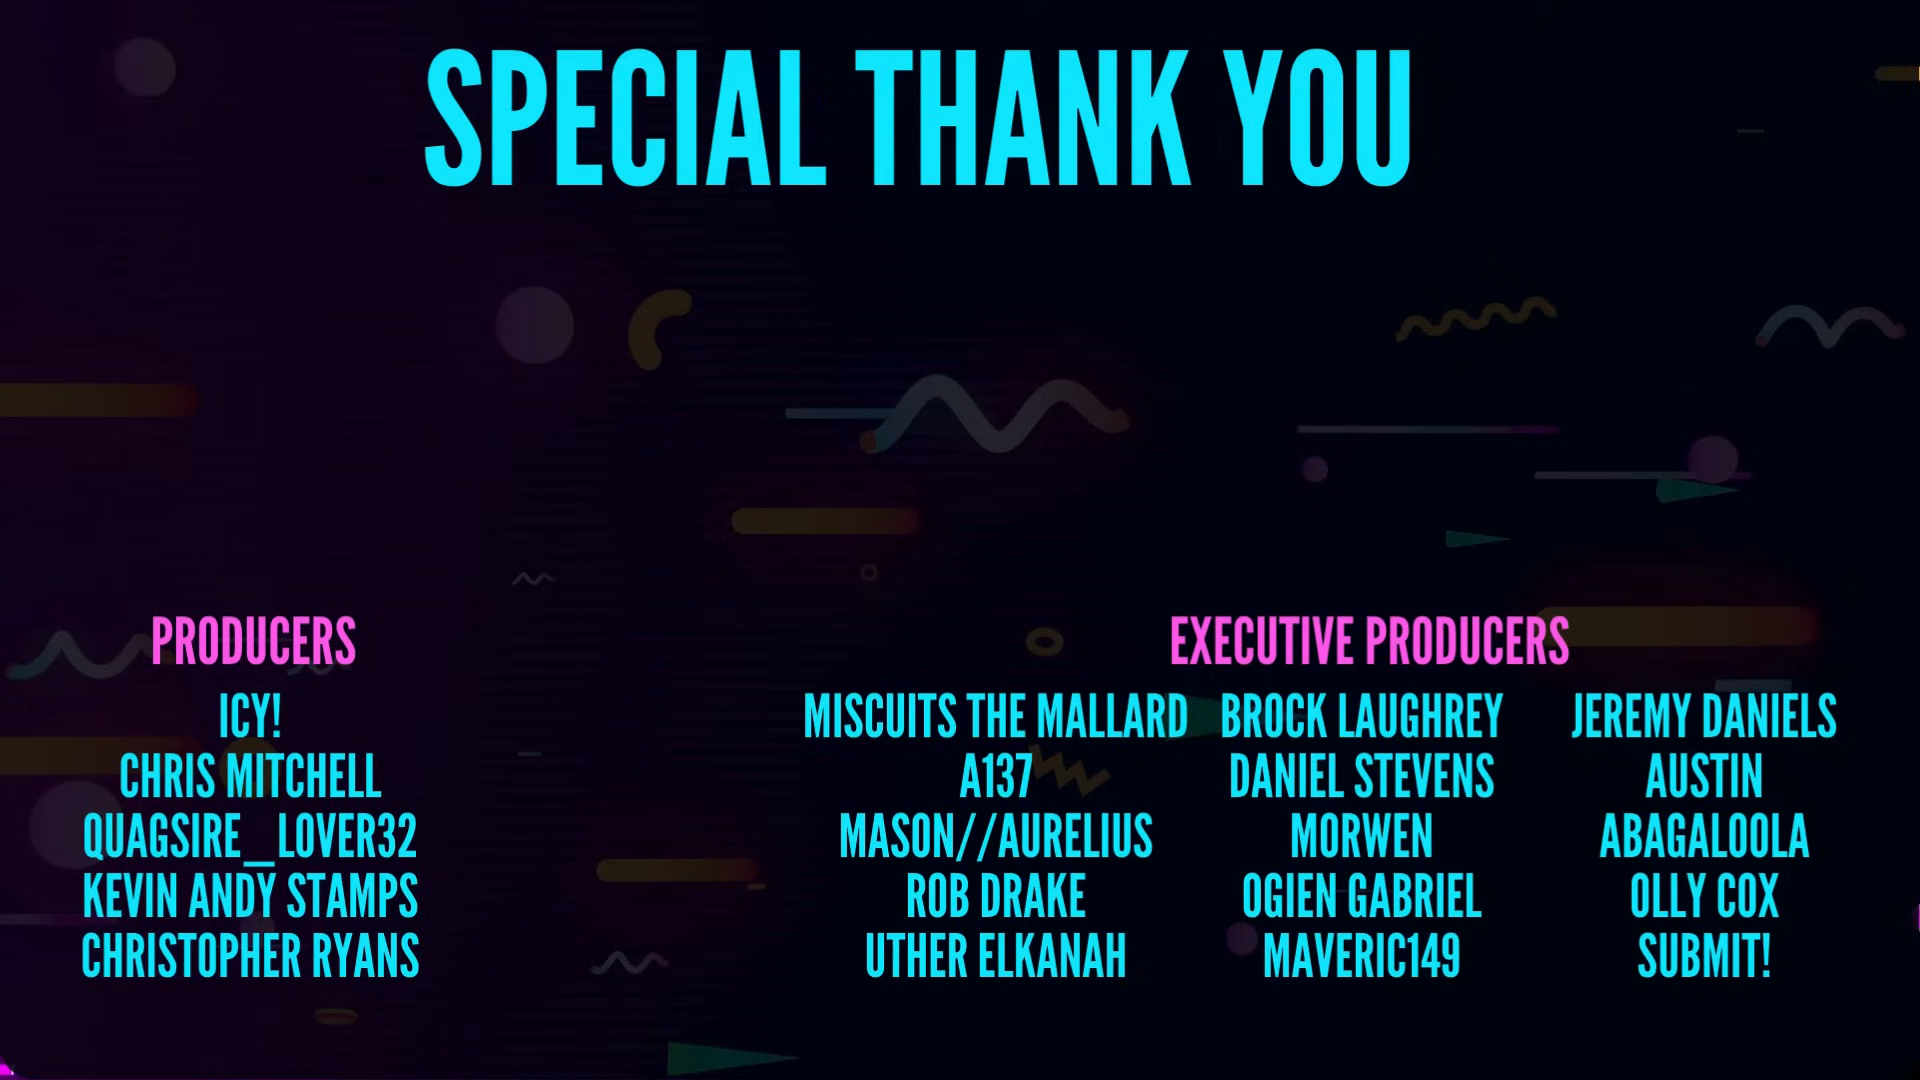 SPECIAL THANK YOU
PRODUCERS
ICY!
CHRIS MITCHELL
QUAGSIRE_LOVER32
KEVIN ANDY STAMPS
CHRISTOPHER RYANS
EXECUTIVE PRODUCERS
MISCUITS THE MALLARD
A137
MASON//AURELIUS
ROB DRAKE
UTHER ELKANAH
BROCK LAUGHREY
DANIEL STEVENS
MORWEN
OGIEN GABRIEL
MAVERIC149
JEREMY DANIELS
AUSTIN
ABAGALOOLA
OLLY COX
SUBMIT!